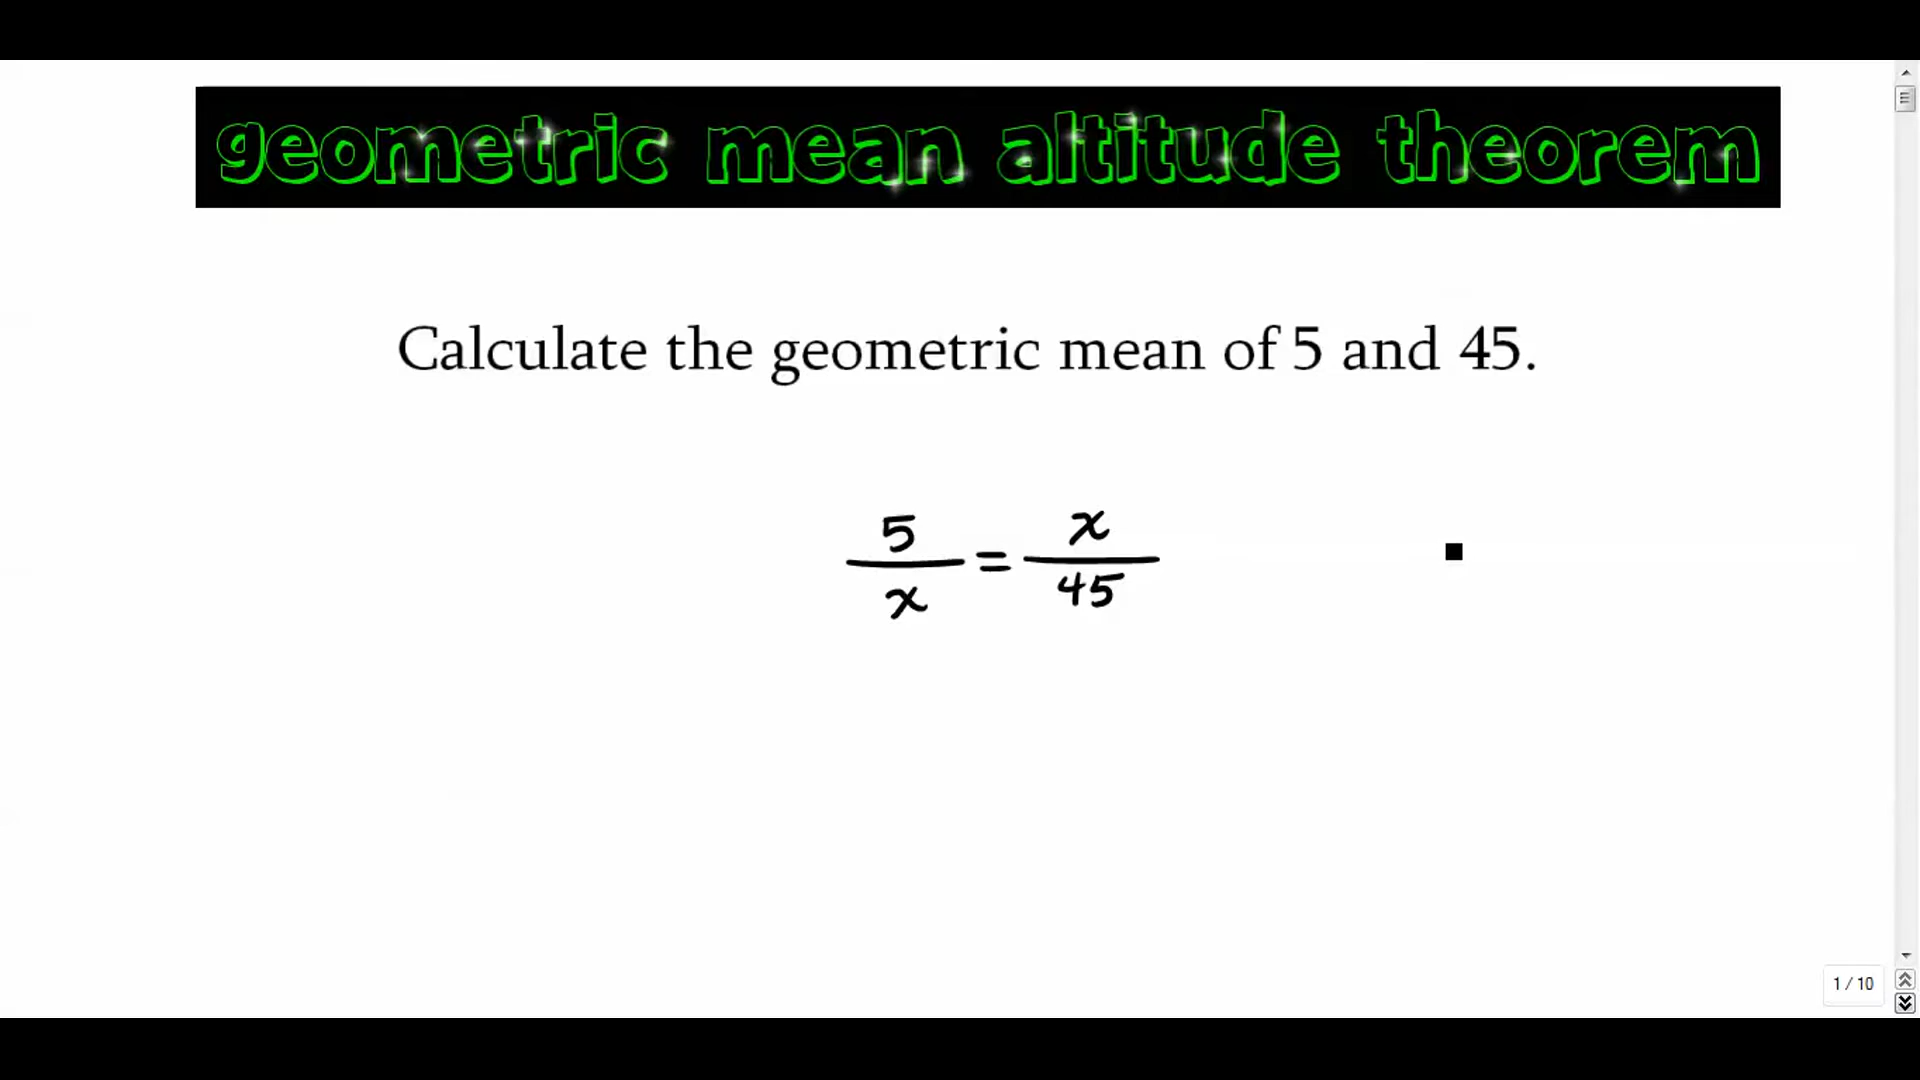 geometric mean altitude theorem
Calculate the geometric mean of 5 and 45.
5/x = x/45
1 / 10